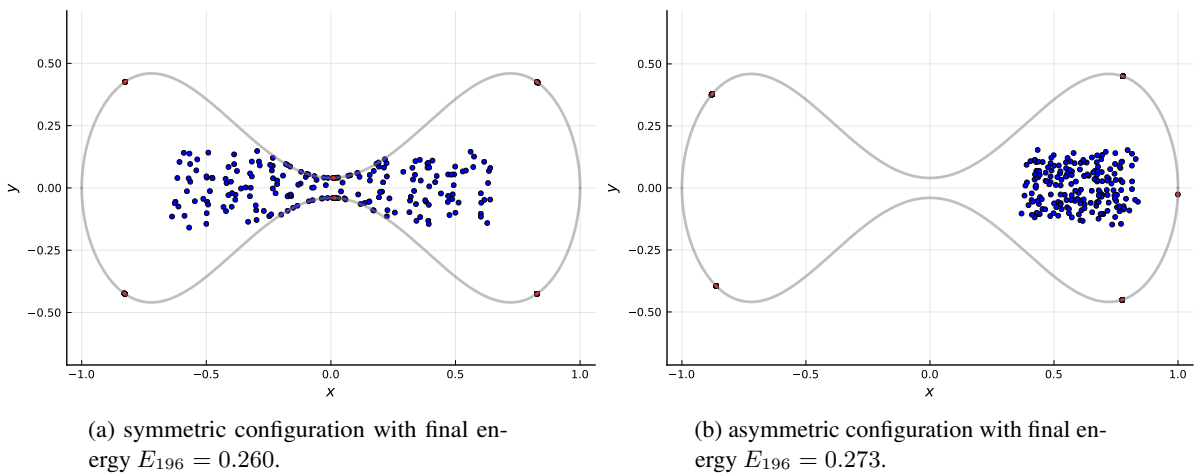 0.50
0.25
0.00
−0.25
−0.50
y
−1.0 −0.5 0.0 0.5 1.0
x
(a) symmetric configuration with final en-
ergy E₁₉₆ = 0.260.
0.50
0.25
0.00
−0.25
−0.50
y
−1.0 −0.5 0.0 0.5 1.0
x
(b) asymmetric configuration with final en-
ergy E₁₉₆ = 0.273.